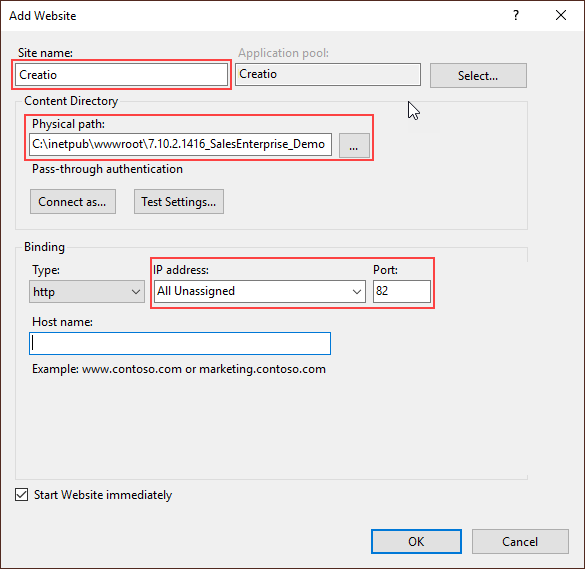 Add Website
?
Site name:
Application pool:
Creatio
Creatio
Select...
Content Directory
Physical path:
C:\inetpub\wwwroot\7.10.2.1416_SalesEnterprise_Demo
...
Pass-through authentication
Connect as...
Test Settings...
Binding
Type:
IP address:
Port:
http
All Unassigned
82
Host name:
Example: www.contoso.com or marketing.contoso.com
Start Website immediately
OK
Cancel